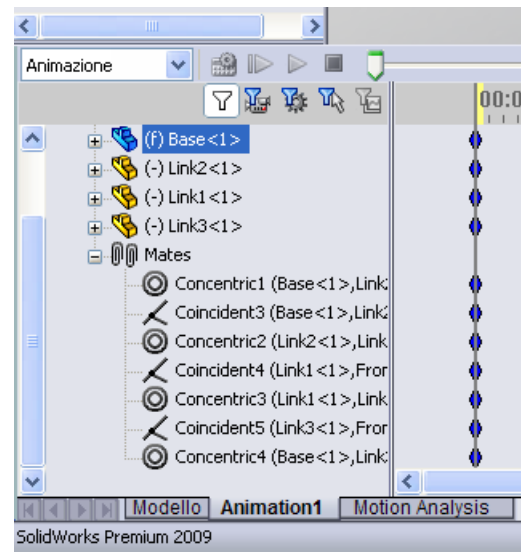 Animazione
00:0
(f) Base<1>
(-) Link2<1>
(-) Link1<1>
(-) Link3<1>
Mates
Concentric1 (Base<1>,Link
Coincident3 (Base<1>,Link
Concentric2 (Link2<1>,Link
Coincident4 (Link1<1>,Fror
Concentric3 (Link1<1>,Link
Coincident5 (Link3<1>,Fror
Concentric4 (Base<1>,Link
Modello Animation1 Motion Analysis
SolidWorks Premium 2009